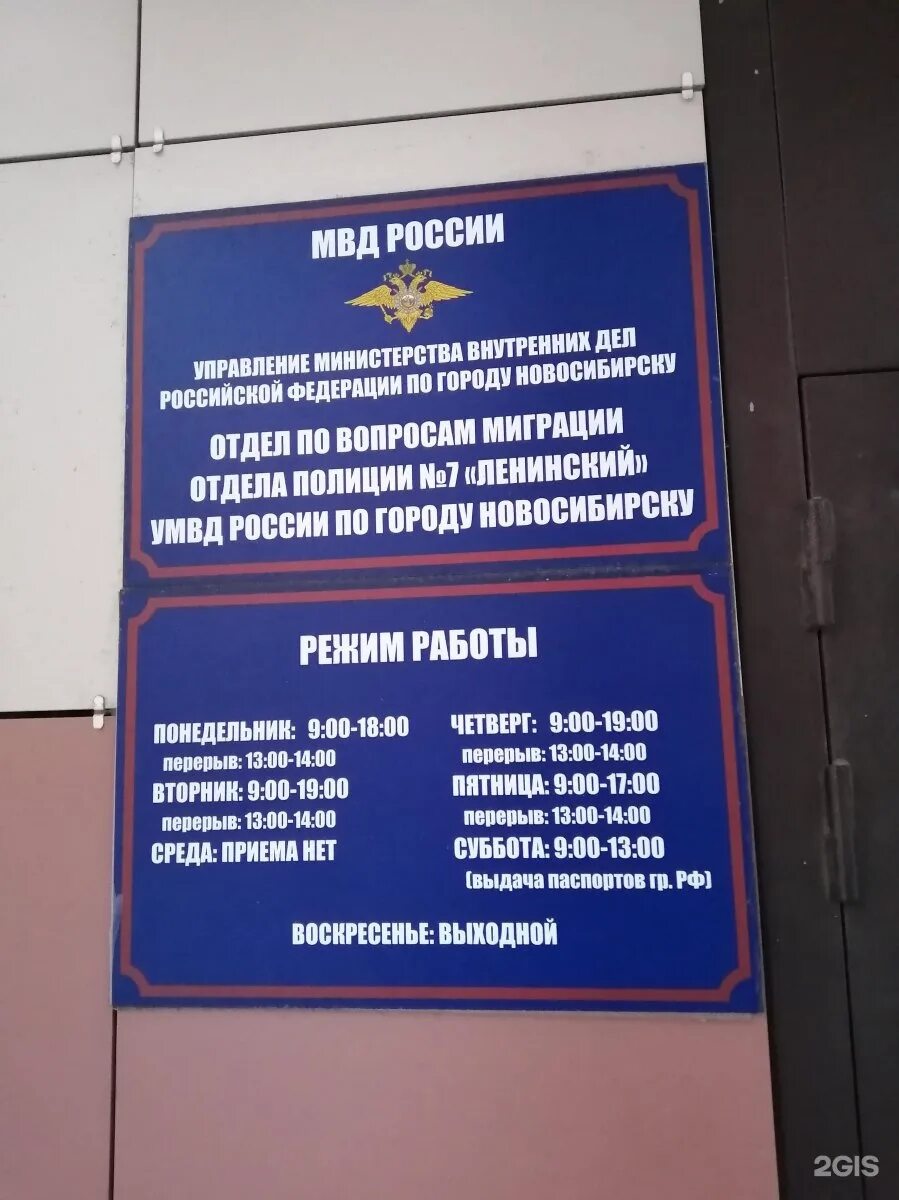 МВД РОССИИ
УПРАВЛЕНИЕ МИНИСТЕРСТВА ВНУТРЕННИХ ДЕЛ
РОССИЙСКОЙ ФЕДЕРАЦИИ ПО ГОРОДУ НОВОСИБИРСКУ
ОТДЕЛ ПО ВОПРОСАМ МИГРАЦИИ
ОТДЕЛА ПОЛИЦИИ №7 «ЛЕНИНСКИЙ»
УМВД РОССИИ ПО ГОРОДУ НОВОСИБИРСКУ
РЕЖИМ РАБОТЫ
ПОНЕДЕЛЬНИК: 9:00-18:00
перерыв: 13:00-14:00
ВТОРНИК: 9:00-19:00
перерыв: 13:00-14:00
СРЕДА: ПРИЕМА НЕТ
ЧЕТВЕРГ: 9:00-19:00
перерыв: 13:00-14:00
ПЯТНИЦА: 9:00-17:00
перерыв: 13:00-14:00
СУББОТА: 9:00-13:00
(выдача паспортов гр. РФ)
ВОСКРЕСЕНЬЕ: ВЫХОДНОЙ
2GIS